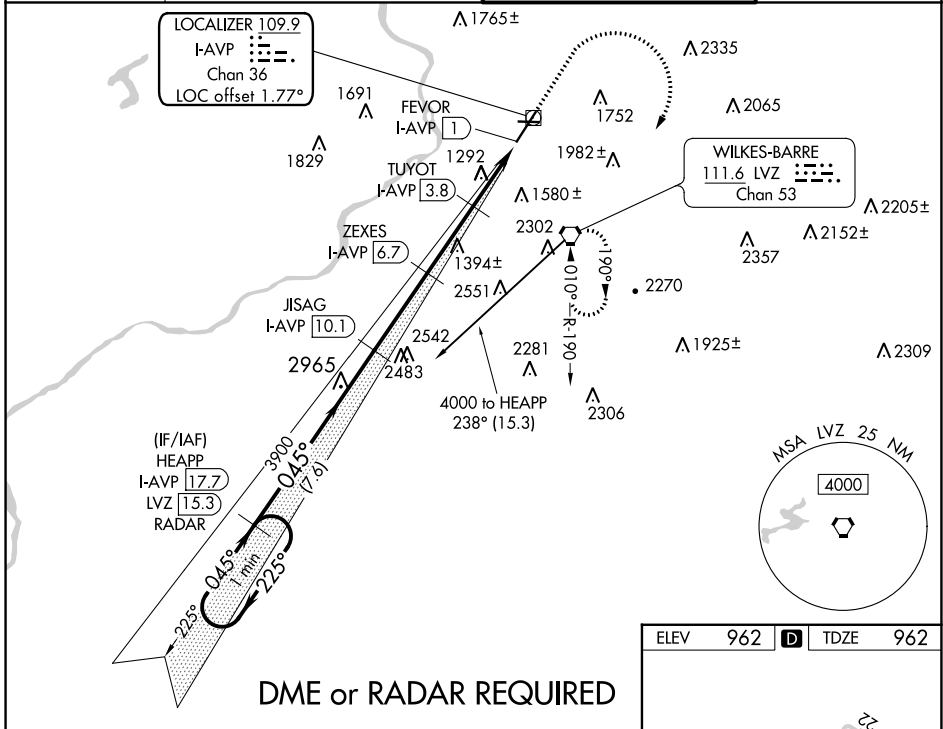 LOCALIZER 109.9
I-AVP
Chan 36
LOC offset 1.77°
1765±
2335
1691
FEVOR
I-AVP 1
1752
2065
1829
1292
1982±
WILKES-BARRE
111.6 LVZ
Chan 53
TUYOT
I-AVP 3.8
1580±
2205±
2302
2152±
ZEXES
I-AVP 6.7
1394±
2357
190°
010°
R-190
2551
2270
JISAG
I-AVP 10.1
2542
2483
2965
2281
1925±
2309
4000 to HEAPP
238° (15.3)
2306
(IF/IAF)
HEAPP
I-AVP 17.7
LVZ 15.3
RADAR
3900
045°
(7.6)
MSA LVZ 25 NM
4000
045°
1 min
225°
225°
DME or RADAR REQUIRED
ELEV 962 D TDZE 962
22